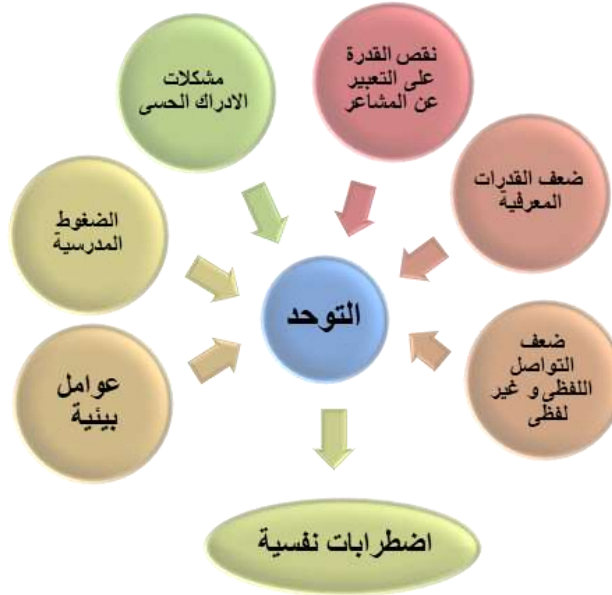 نقص القدرة
على التعبير
عن المشاعر
مشكلات
الادراك الحسى
ضعف القدرات
المعرفية
الضغوط
المدرسية
التوحد
ضعف
التواصل
اللفظى و غير
لفظى
عوامل
بيئية
اضطرابات نفسية